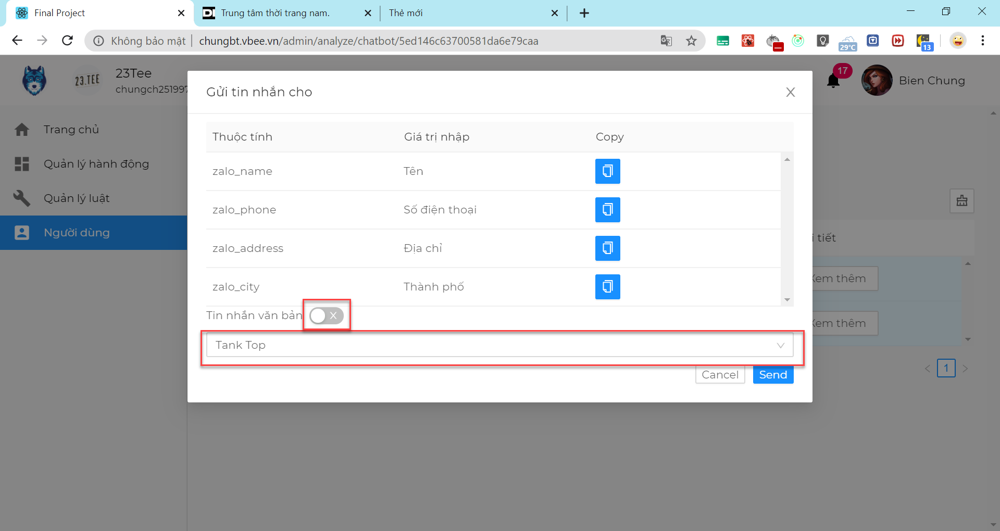 Final Project
Trung tâm thời trang nam.
Thẻ mới
Không bảo mật
chungbt.vbee.vn/admin/analyze/chatbot/5ed146c63700581da6e79caa
29°C
13
23.TEE
23Tee
chungch251997
17
Bien Chung
Trang chủ
Quản lý hành động
Quản lý luật
Người dùng
Gửi tin nhắn cho
X
Thuộc tính
Giá trị nhập
Copy
zalo_name
Tên
zalo_phone
Số điện thoại
zalo_address
Địa chỉ
zalo_city
Thành phố
Tin nhắn văn bản
X
Tank Top
Cancel
Send
i tiết
Xem thêm
Xem thêm
1